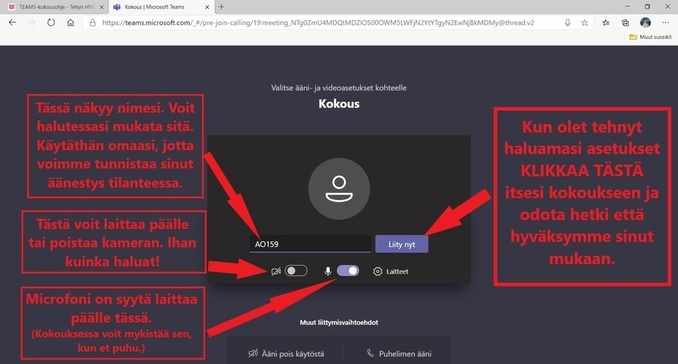 TEAMS-kokousohje - Tehyn HY
Kokous | Microsoft Teams
https://teams.microsoft.com/_#/pre-join-calling/19:meeting_NTg0ZmU4MDQtMDZlOS00OWM5LWFjN2YtYTgyN2EwNjBkMDMy@thread.v2
Muut suosikit
Valitse ääni- ja videoasetukset kohteelle
Kokous
Tässä näkyy nimesi. Voit
halutessasi mukata sitä.
Käytäthän omaasi, jotta
voimme tunnistaa sinut
äänestys tilanteessa.
Kun olet tehnyt
haluamasi asetukset
KLIKKAA TÄSTÄ
itsesi kokoukseen ja
odota hetki että
hyväksymme sinut
mukaan.
Tästä voit laittaa päälle
tai poistaa kameran. Ihan
kuinka haluat!
AO159
Liity nyt
Laitteet
Microfoni on syytä laittaa
päälle tässä.
(Kokouksessa voit mykistää sen,
kun et puhu.)
Muut liittymisvaihtoehdot
Ääni pois käytöstä
Puhelimen ääni